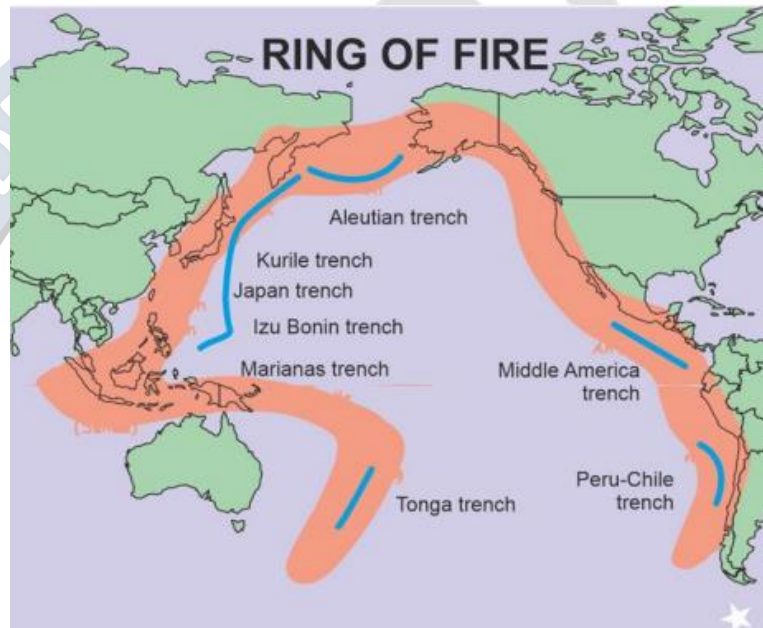 RING OF FIRE
Aleutian trench
Kurile trench
Japan trench
Izu Bonin trench
Marianas trench
Middle America
trench
Peru-Chile
trench
Tonga trench